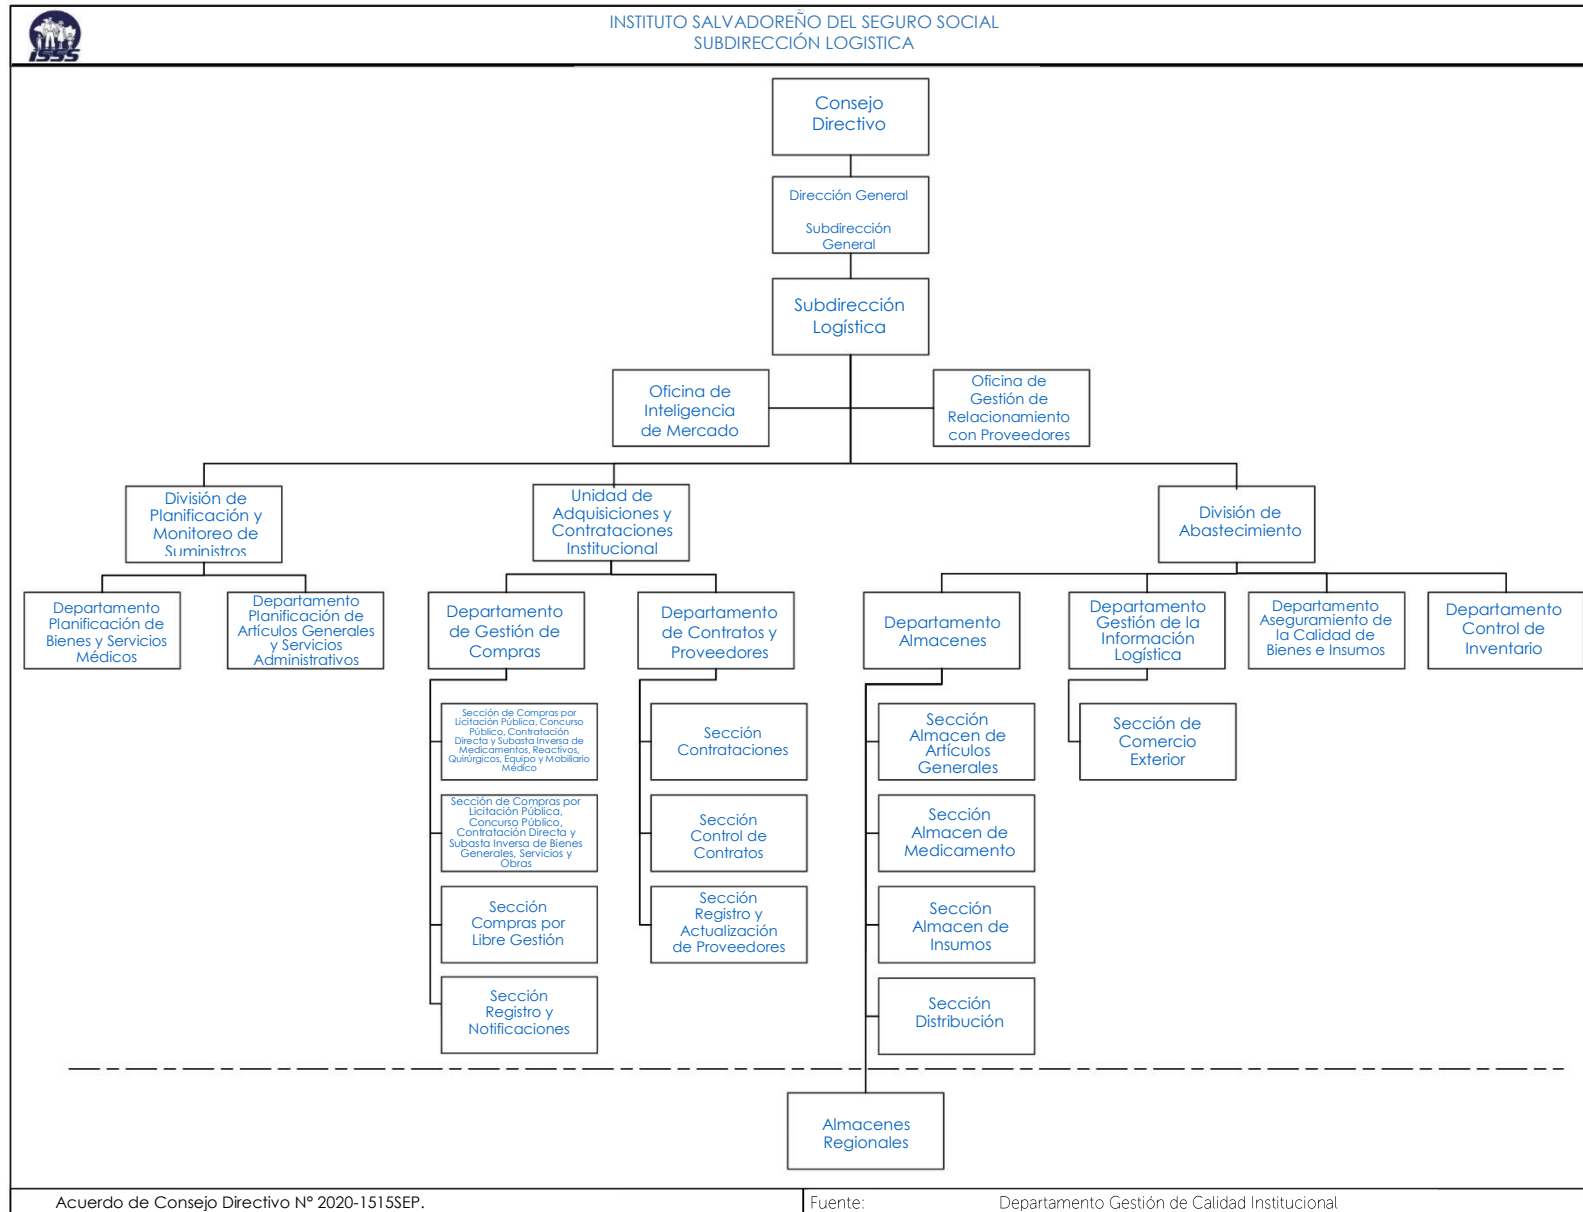 INSTITUTO SALVADOREÑO DEL SEGURO SOCIAL
SUBDIRECCIÓN LOGISTICA
ISSS
Consejo
Directivo
Dirección General
Subdirección
General
Subdirección
Logística
Oficina de
Inteligencia
de Mercado
Oficina de
Gestión de
Relacionamiento
con Proveedores
División de
Planificación y
Monitoreo de
Suministros
Unidad de
Adquisiciones y
Contrataciones
Institucional
División de
Abastecimiento
Departamento
Planificación de
Bienes y Servicios
Médicos
Departamento
Planificación de
Artículos Generales
y Servicios
Administrativos
Departamento
de Gestión de
Compras
Departamento
de Contratos y
Proveedores
Departamento
Almacenes
Departamento
Gestión de la
Información
Logística
Departamento
Aseguramiento de
la Calidad de
Bienes e Insumos
Departamento
Control de
Inventario
Sección de Compras por
Licitación Pública, Concurso
Público, Contratación
Directa y Subasta Inversa de
Medicamentos, Reactivos,
Quirúrgicos, Equipo y Mobiliario
Médico
Sección de Compras por
Licitación Pública,
Concurso Público,
Contratación Directa y
Subasta Inversa de Bienes
Generales, Servicios y
Obras
Sección
Compras por
Libre Gestión
Sección
Registro y
Notificaciones
Sección
Contrataciones
Sección
Control de
Contratos
Sección
Registro y
Actualización
de Proveedores
Sección
Almacen de
Artículos
Generales
Sección
Almacen de
Medicamento
Sección
Almacen de
Insumos
Sección
Distribución
Sección de
Comercio
Exterior
Almacenes
Regionales
Acuerdo de Consejo Directivo Nº 2020-1515SEP.
Fuente: Departamento Gestión de Calidad Institucional